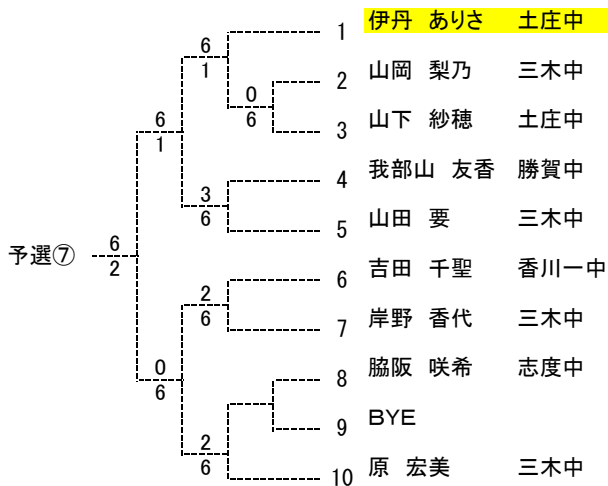 1 伊丹 ありさ 土庄中
6
1
2 山岡 梨乃 三木中
0
6
3 山下 紗穂 土庄中
6
1
4 我部山 友香 勝賀中
3
6
5 山田 要 三木中
予選⑦
6
2
6 吉田 千聖 香川一中
2
6
7 岸野 香代 三木中
0
6
8 脇阪 咲希 志度中
9 BYE
2
6
10 原 宏美 三木中